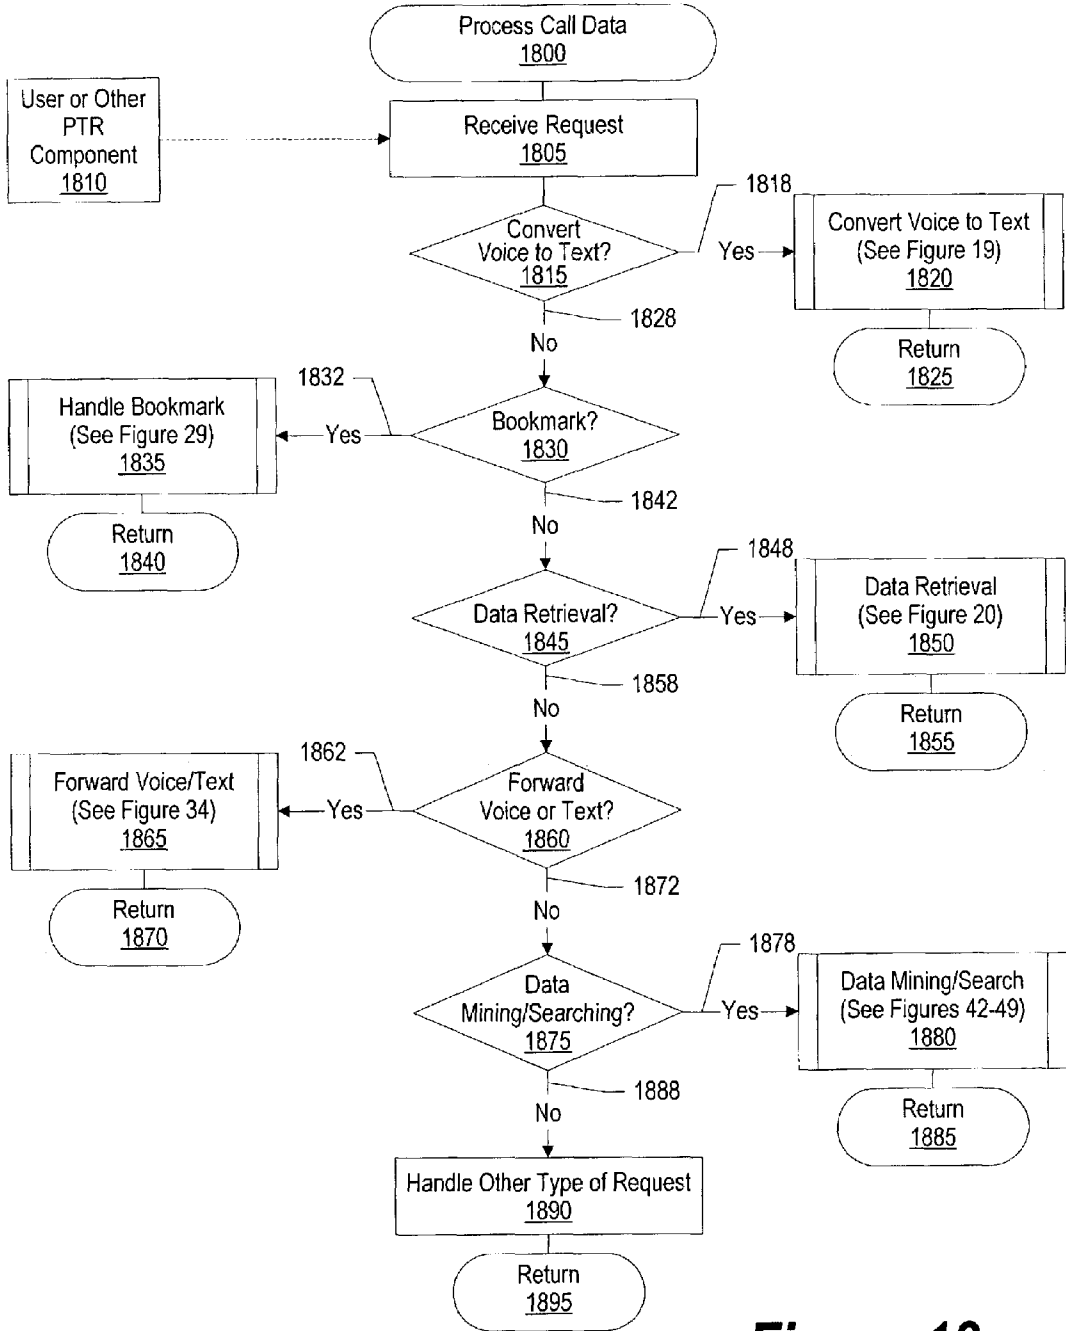 Process Call Data
1800
User or Other
PTR
Component
1810
Receive Request
1805
1818
Convert
Voice to Text?
1815
Yes
Convert Voice to Text
(See Figure 19)
1820
1828
No
Return
1825
1832
Handle Bookmark
(See Figure 29)
1835
Yes
Bookmark?
1830
1842
No
Return
1840
1848
Data Retrieval?
1845
Yes
Data Retrieval
(See Figure 20)
1850
1858
No
Return
1855
1862
Forward Voice/Text
(See Figure 34)
1865
Yes
Forward
Voice or Text?
1860
1872
No
Return
1870
1878
Data
Mining/Searching?
1875
Yes
Data Mining/Search
(See Figures 42-49)
1880
1888
No
Return
1885
Handle Other Type of Request
1890
Return
1895